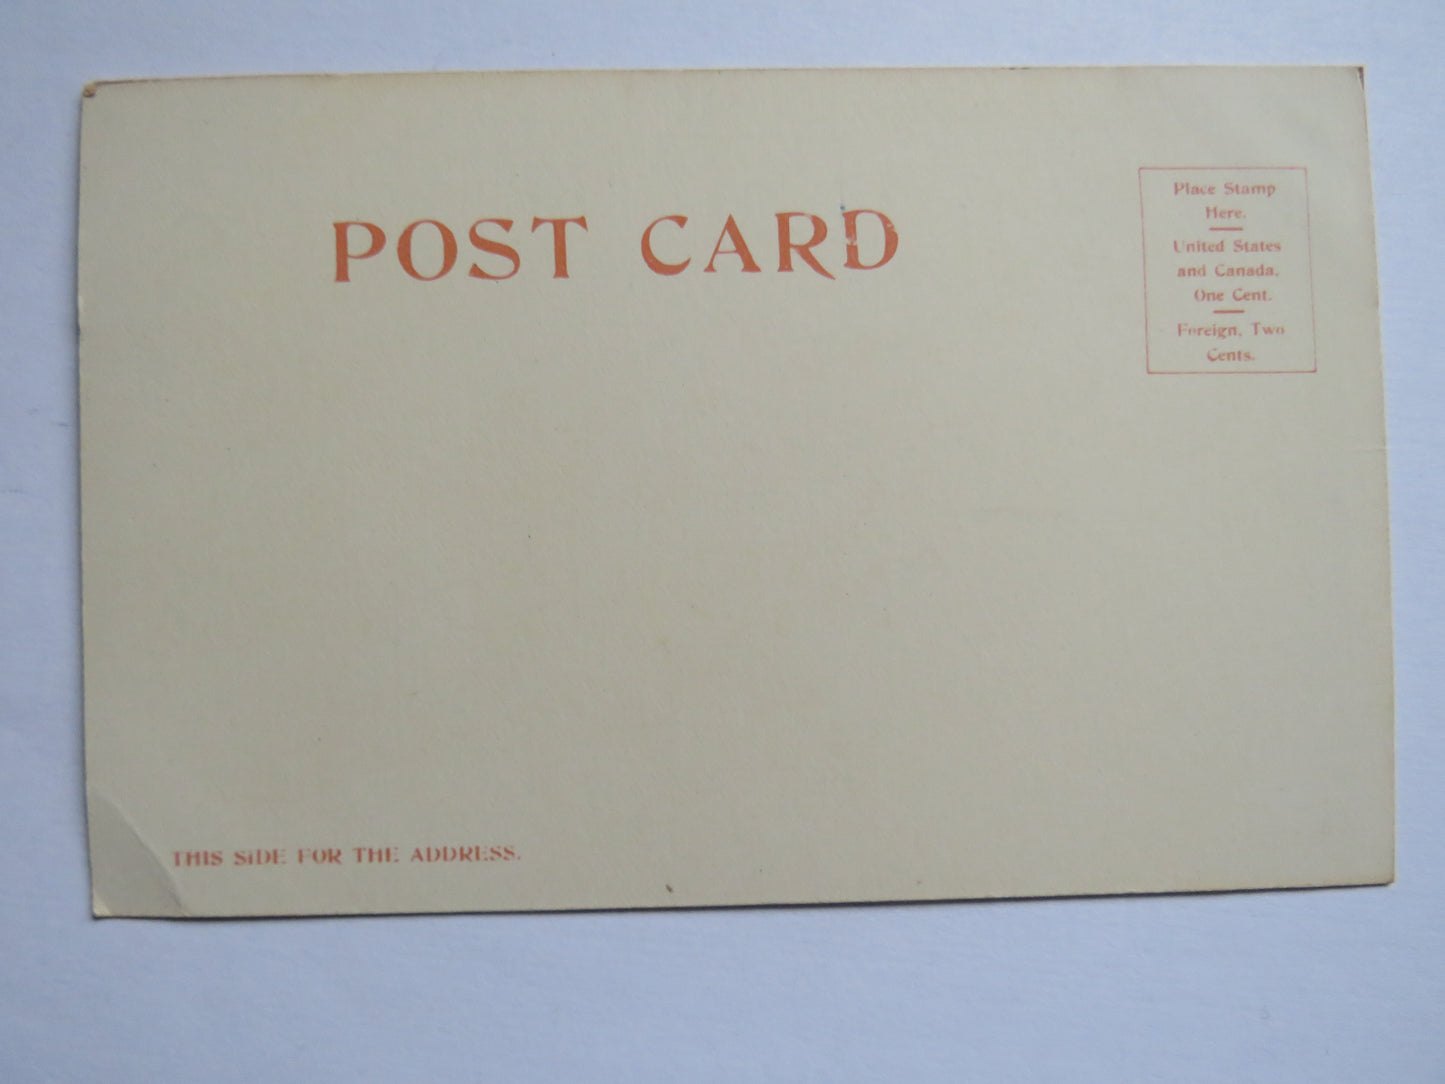 POST CARD
Place Stamp
Here.
United States
and Canada,
One Cent.
Foreign, Two
Cents.
THIS SIDE FOR THE ADDRESS.